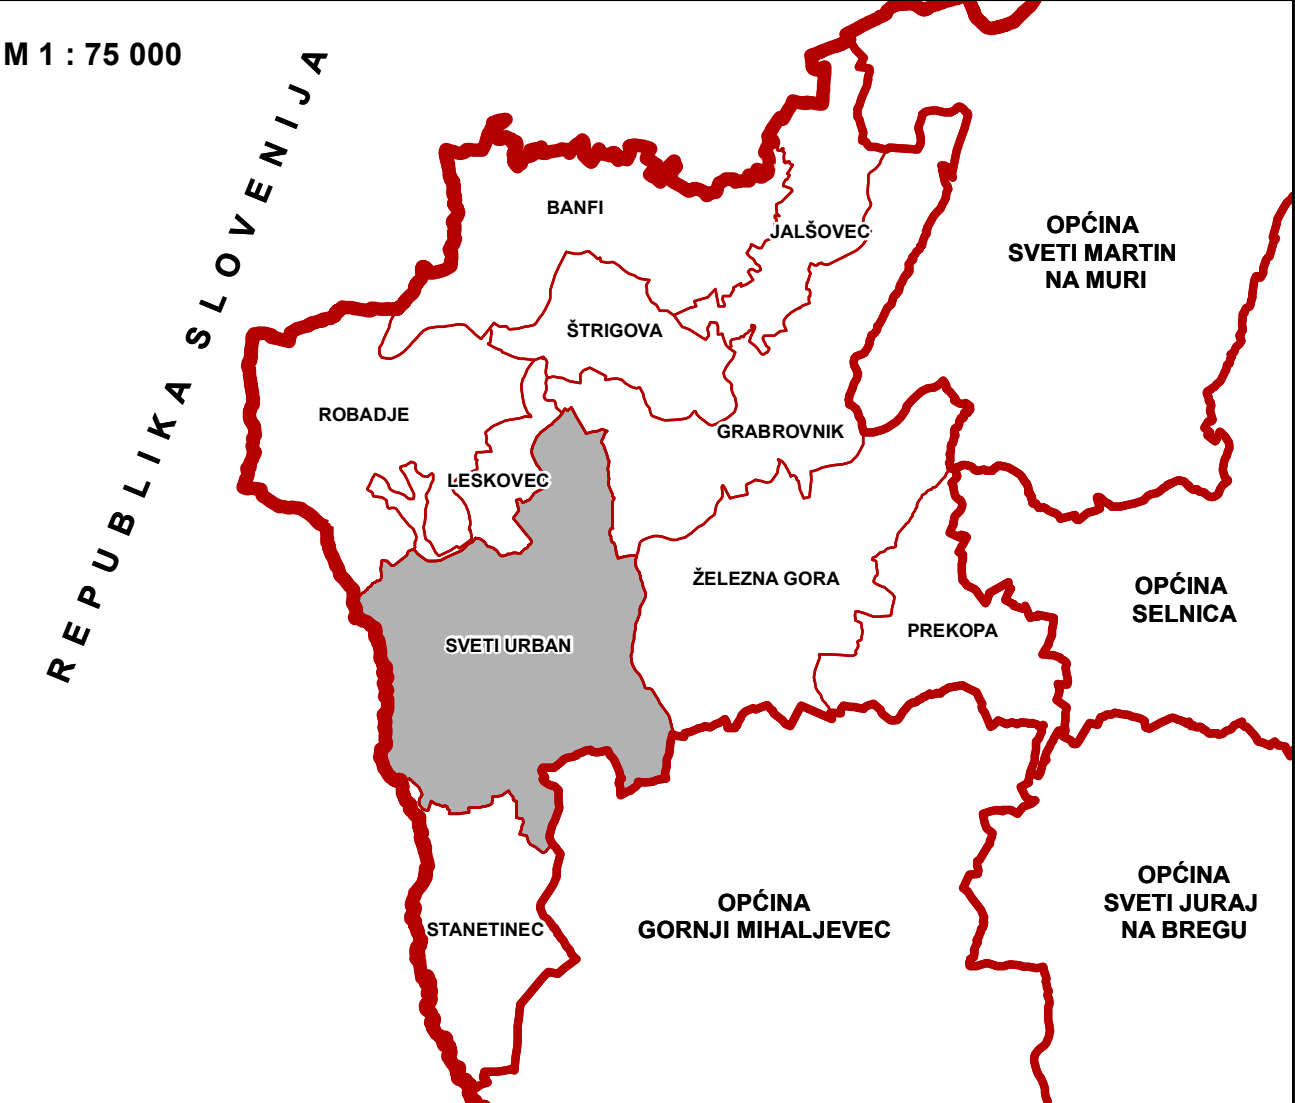 M 1 : 75 000
REPUBLIKA SLOVENIJA
BANFI
JALŠOVEC
OPĆINA
SVETI MARTIN
NA MURI
ŠTRIGOVA
ROBADJE
GRABROVNIK
LESKOVEC
ŽELEZNA GORA
OPĆINA
SELNICA
PREKOPA
SVETI URBAN
OPĆINA
SVETI JURAJ
NA BREGU
OPĆINA
GORNJI MIHALJEVEC
STANETINEC